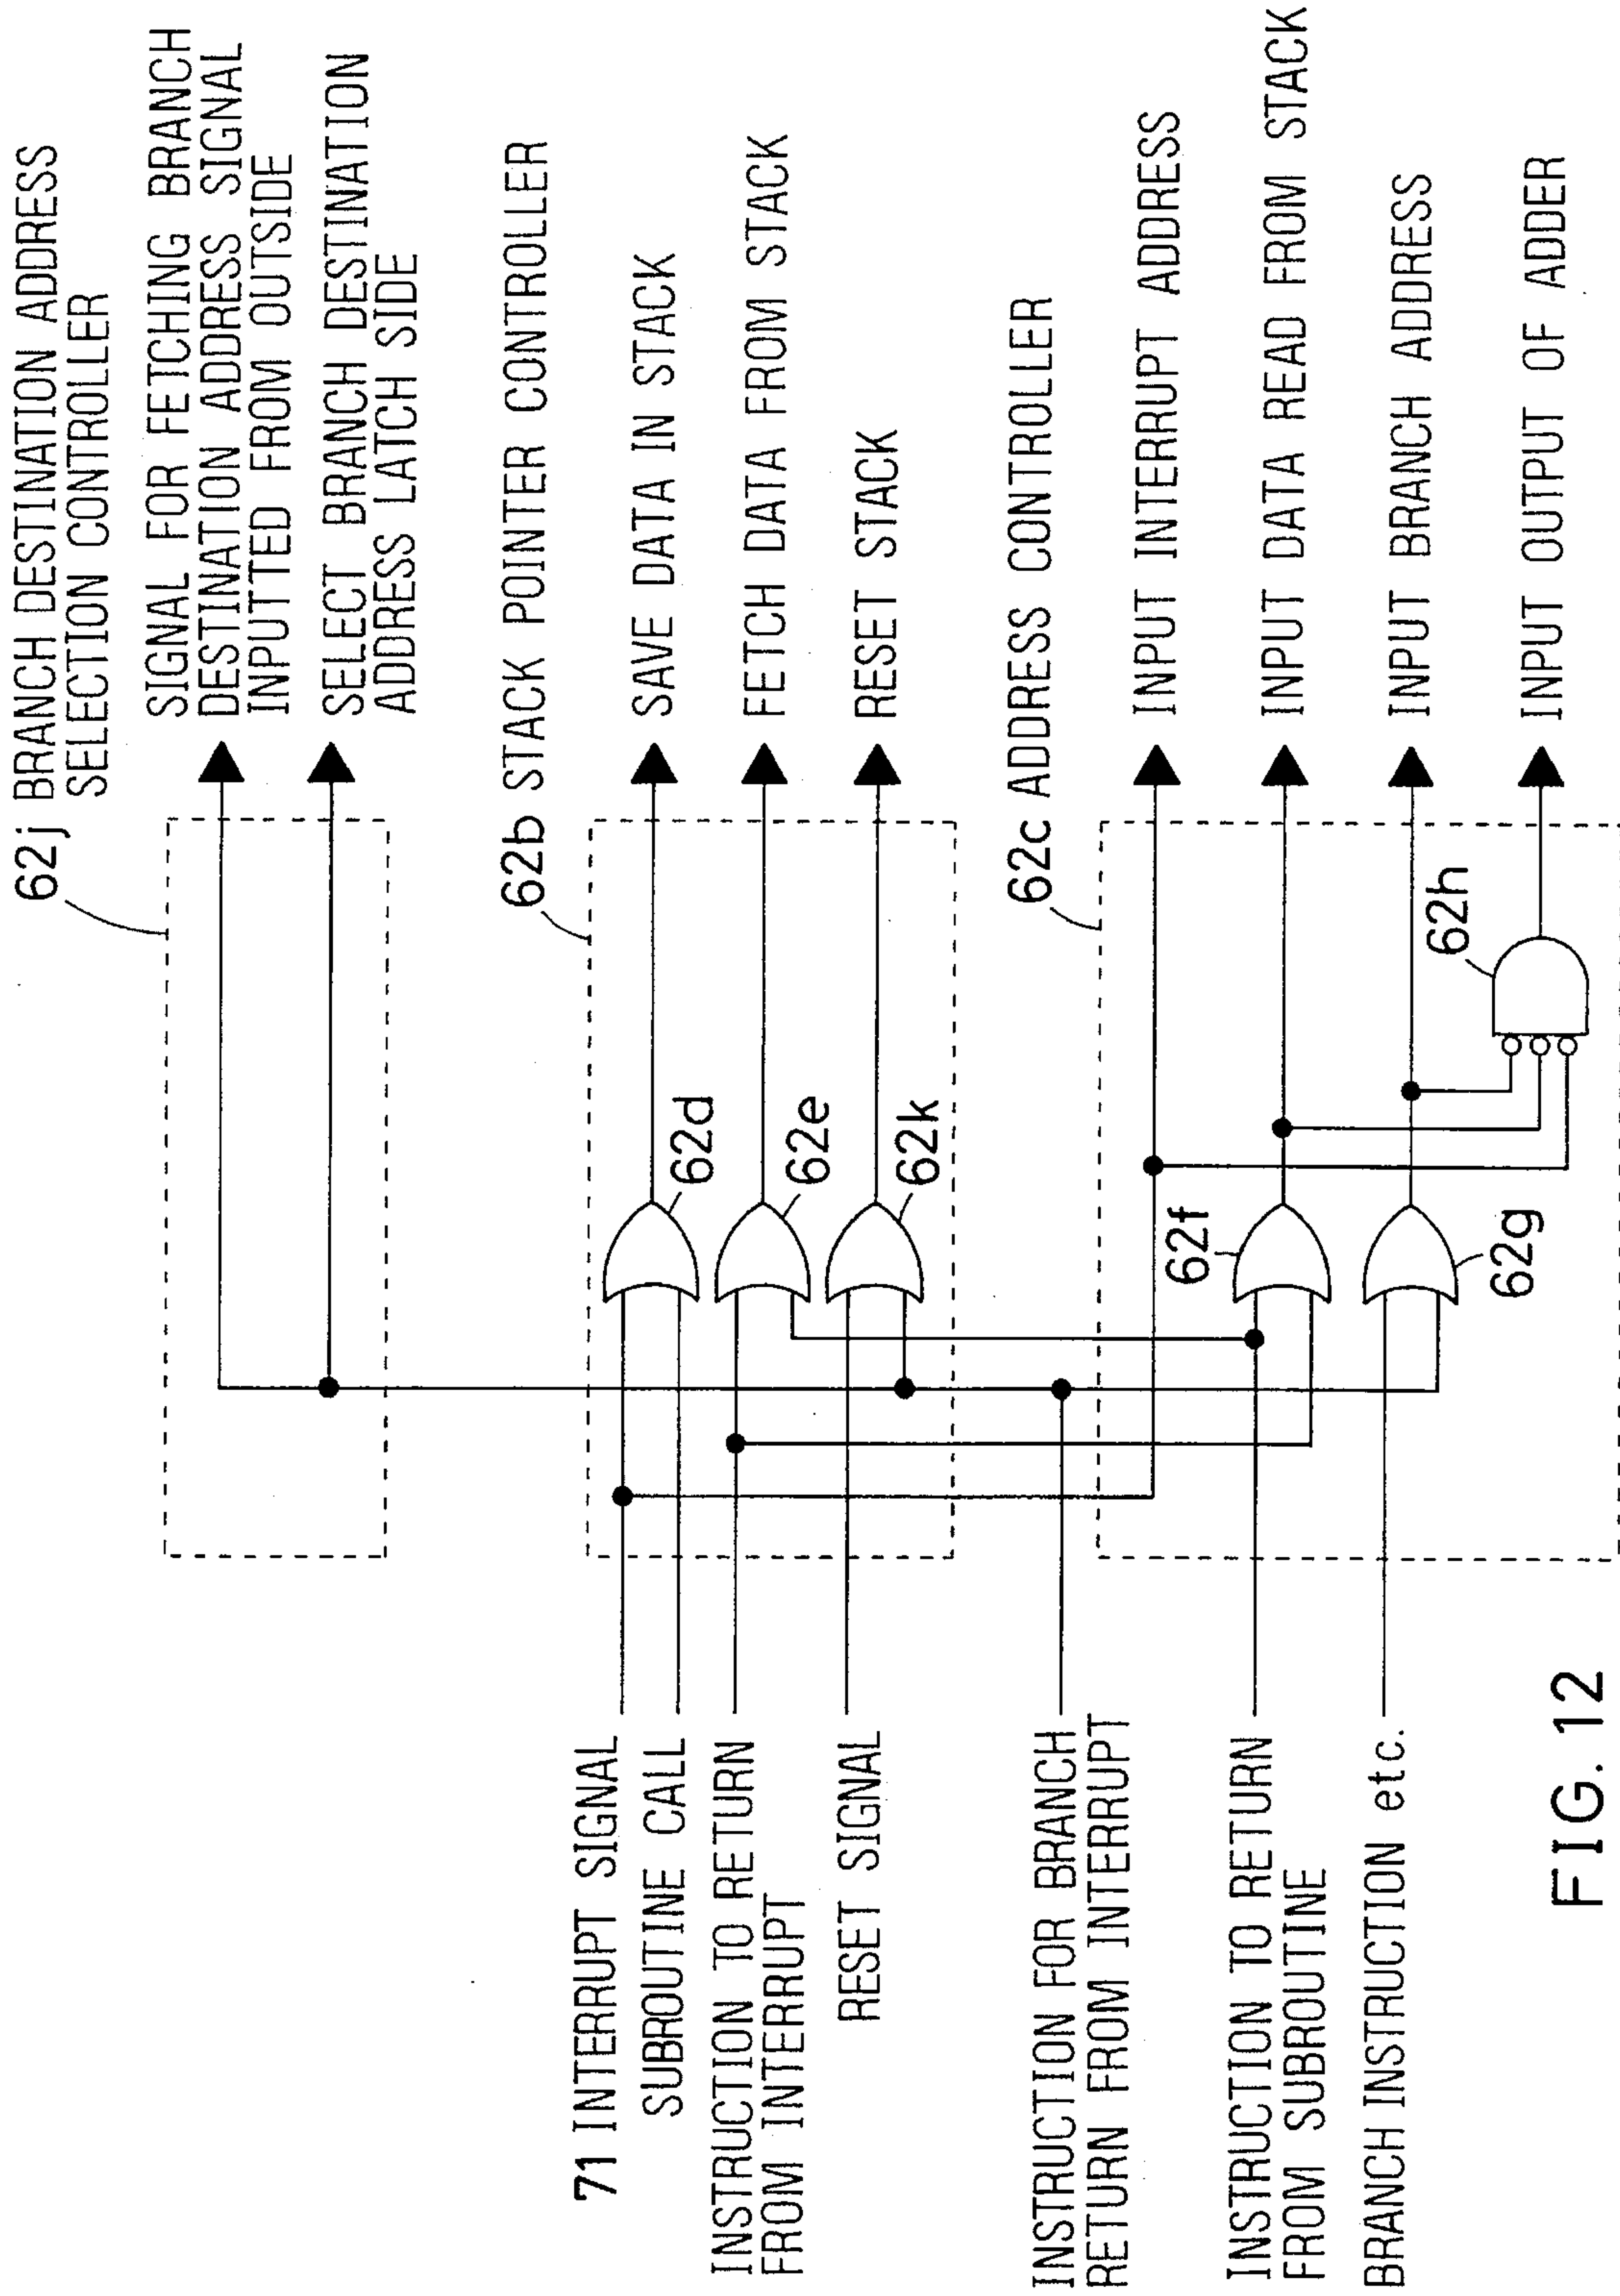 62j BRANCH DESTINATION ADDRESS
SELECTION CONTROLLER
SIGNAL FOR FETCHING BRANCH
DESTINATION ADDRESS SIGNAL
INPUTTED FROM OUTSIDE
SELECT BRANCH DESTINATION
ADDRESS LATCH SIDE
62b STACK POINTER CONTROLLER
71 INTERRUPT SIGNAL
SUBROUTINE CALL
62d
SAVE DATA IN STACK
INSTRUCTION TO RETURN
FROM INTERRUPT
62e
FETCH DATA FROM STACK
RESET SIGNAL
62k
RESET STACK
62c ADDRESS CONTROLLER
INSTRUCTION FOR BRANCH
RETURN FROM INTERRUPT
INPUT INTERRUPT ADDRESS
INSTRUCTION TO RETURN
FROM SUBROUTINE
62f
INPUT DATA READ FROM STACK
BRANCH INSTRUCTION etc.
62g
INPUT BRANCH ADDRESS
62h
INPUT OUTPUT OF ADDER
FIG. 12